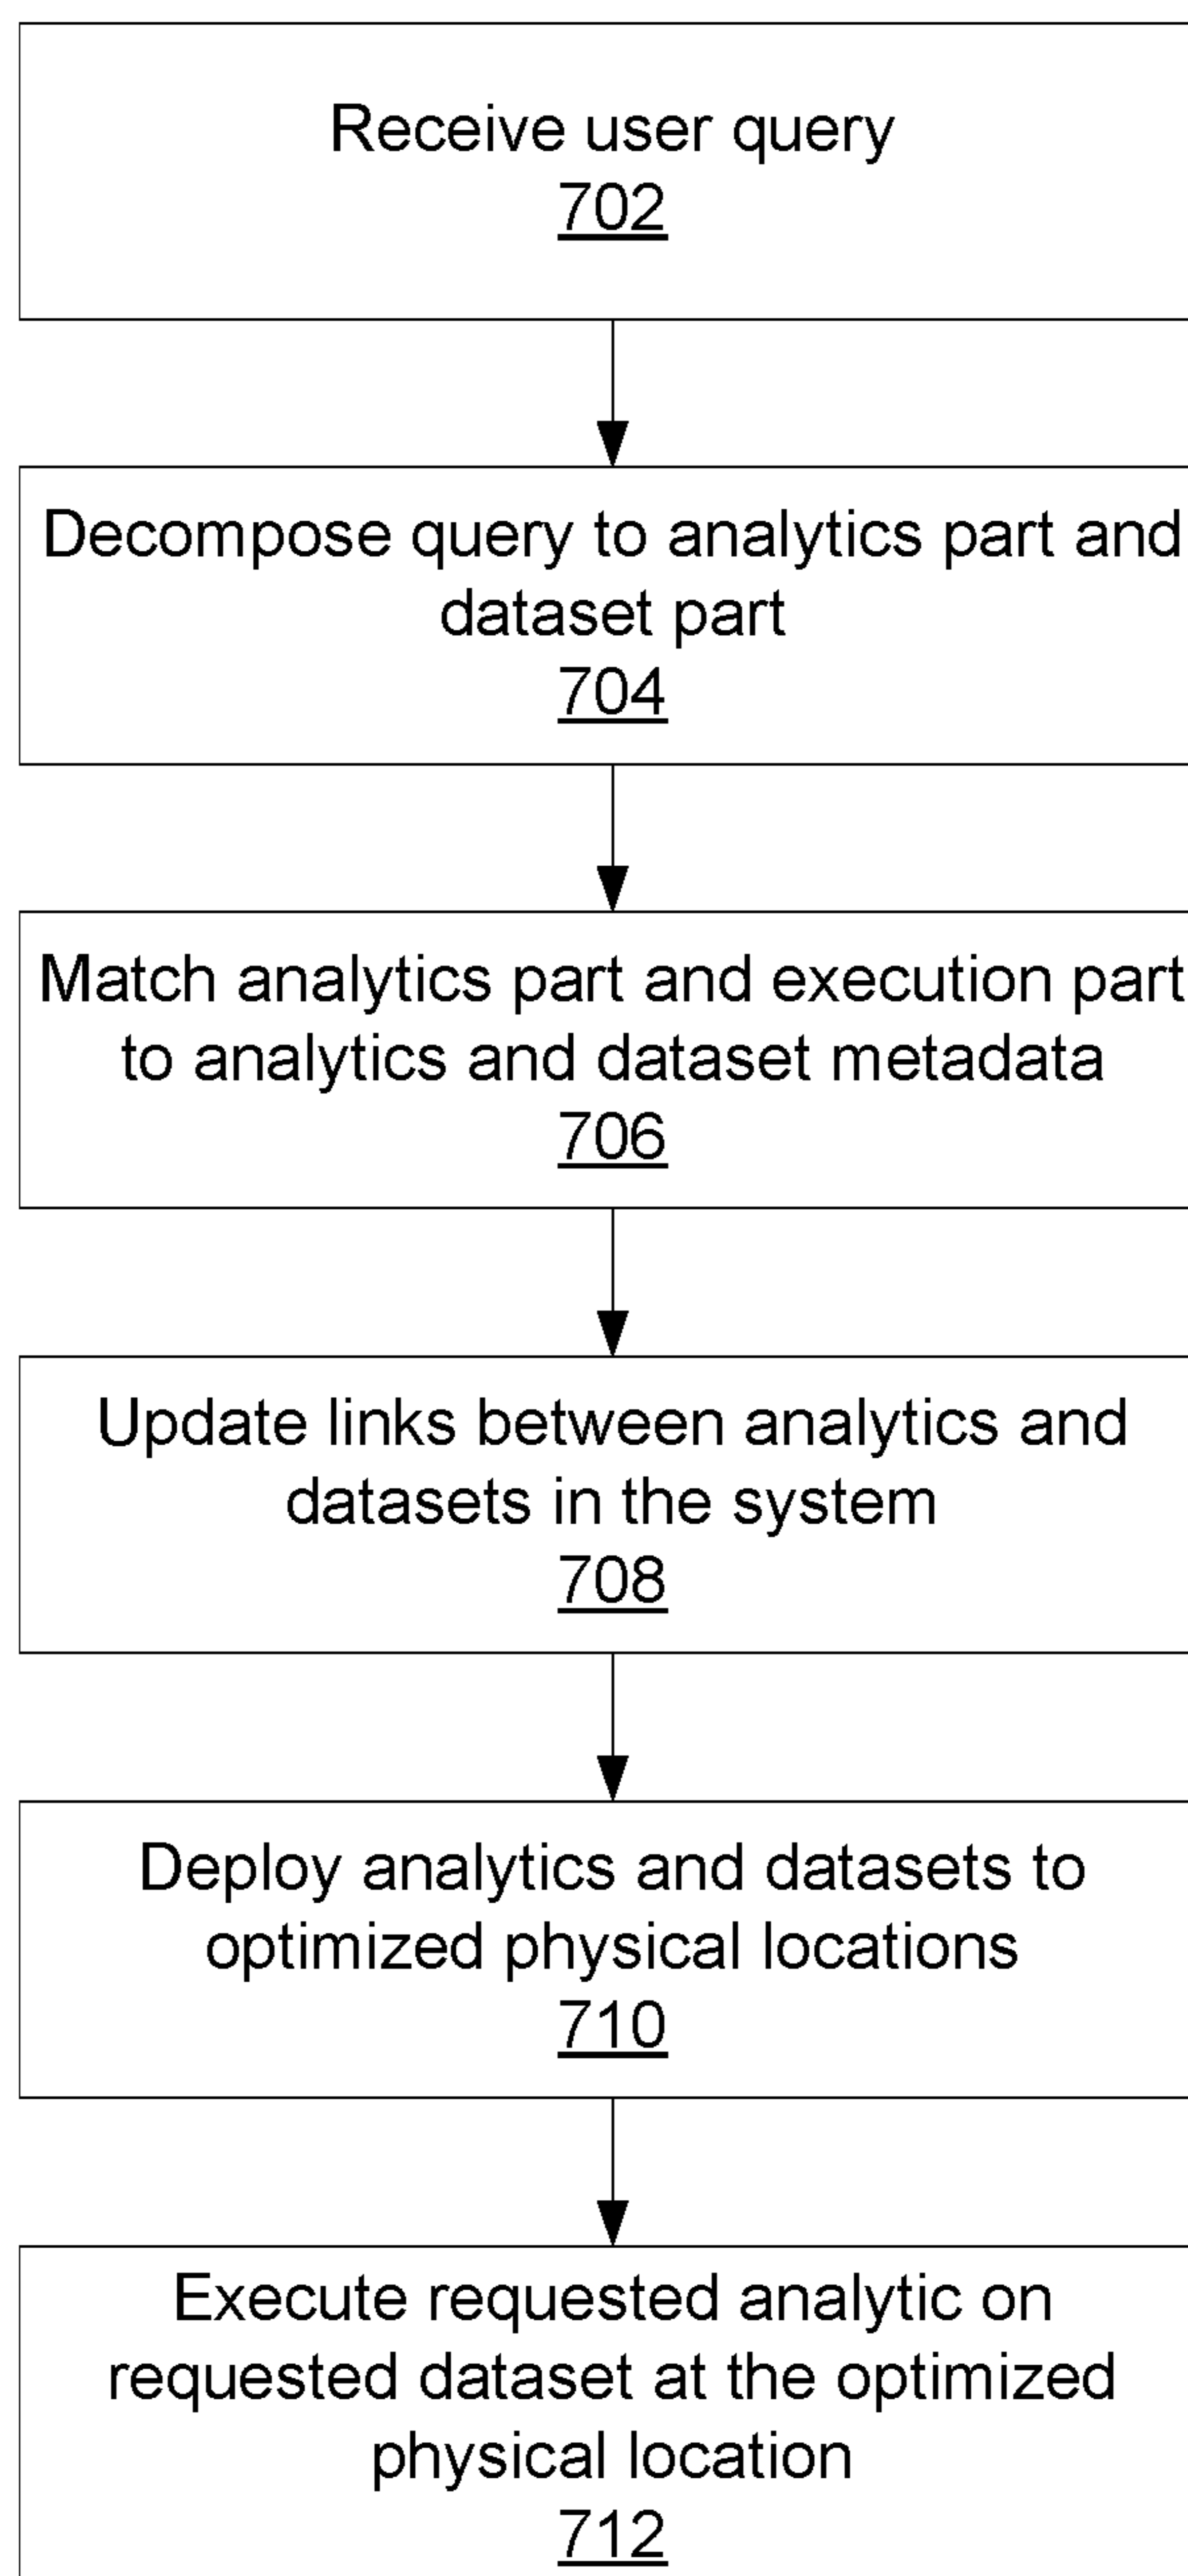 Receive user query
702
Decompose query to analytics part and
dataset part
704
Match analytics part and execution part
to analytics and dataset metadata
706
Update links between analytics and
datasets in the system
708
Deploy analytics and datasets to
optimized physical locations
710
Execute requested analytic on
requested dataset at the optimized
physical location
712